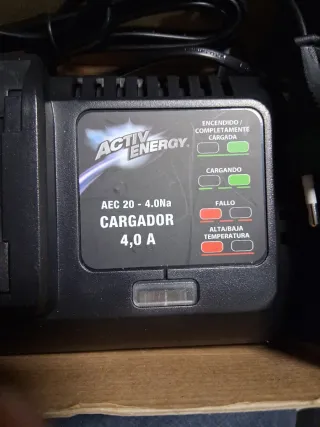 ACTIV
ENERGY®
AEC 20 - 4.0Na
CARGADOR
4,0 A
ENCENDIDO /
COMPLETAMENTE
CARGADA
CARGANDO
FALLO
ALTA/BAJA
TEMPERATURA